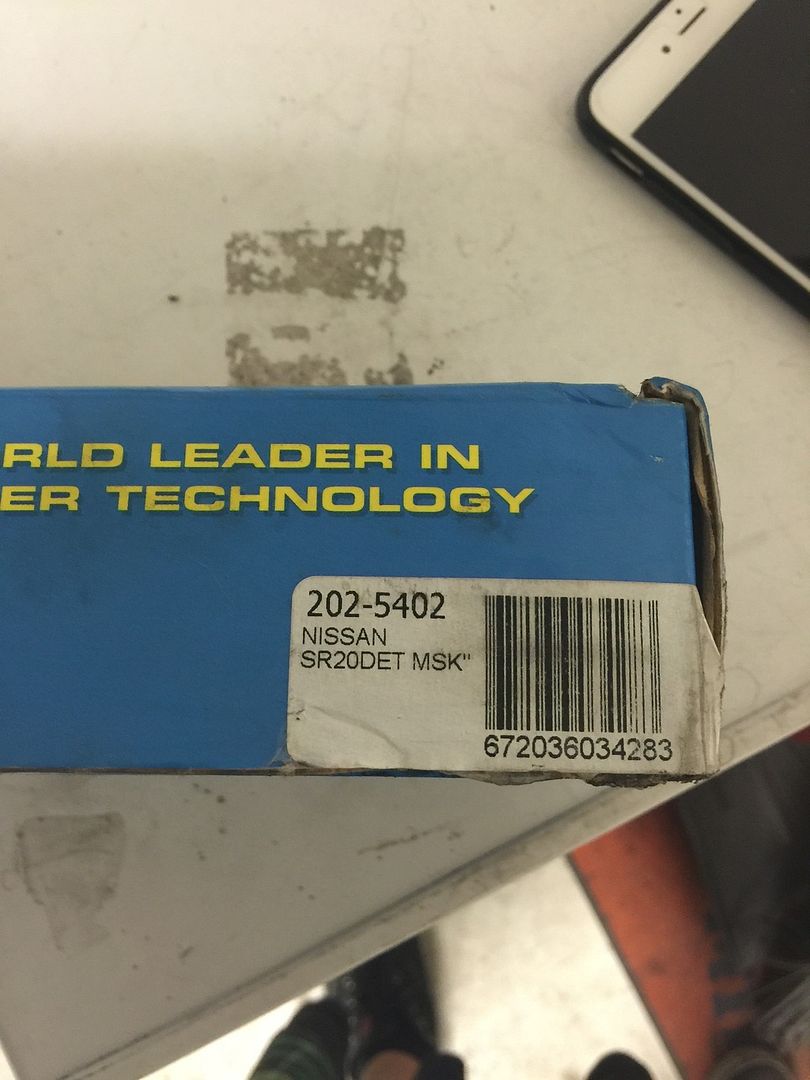 RLD LEADER IN
ER TECHNOLOGY
202-5402
NISSAN
SR20DET MSK"
672036034283